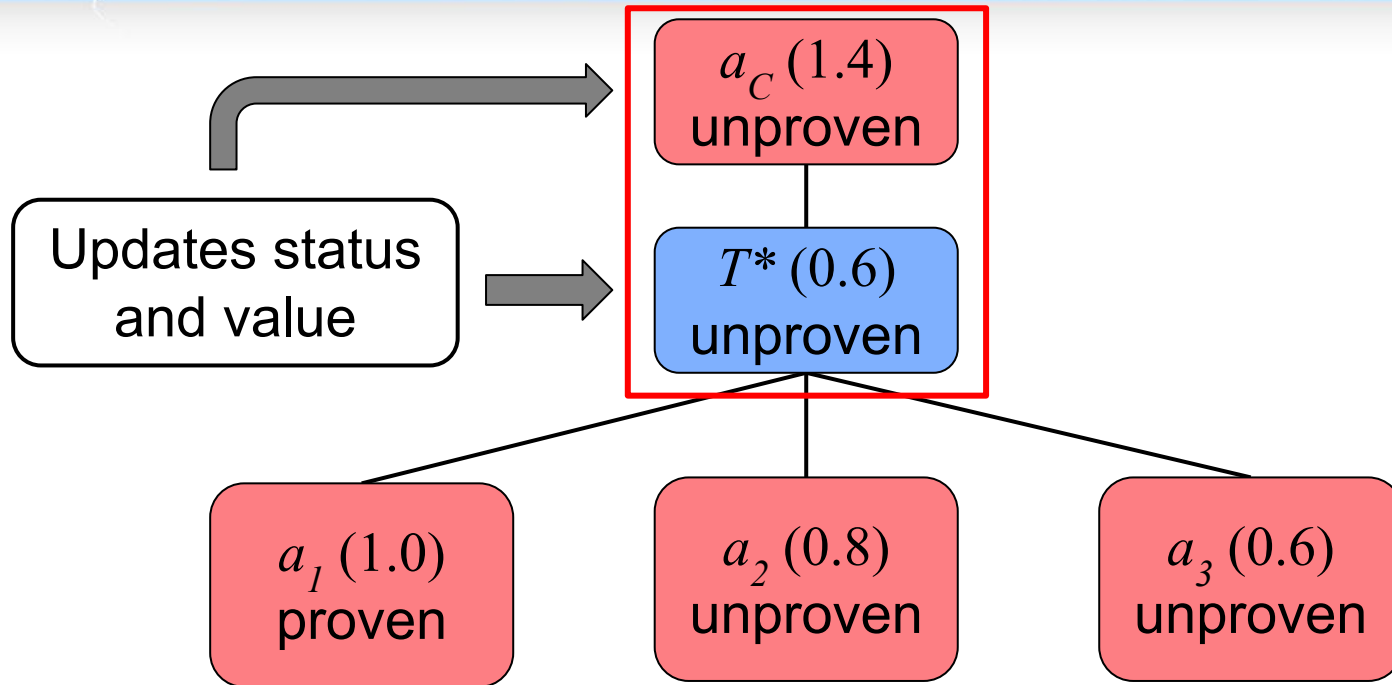 a_C (1.4)
unproven
Updates status
and value
T* (0.6)
unproven
a_1 (1.0)
proven
a_2 (0.8)
unproven
a_3 (0.6)
unproven